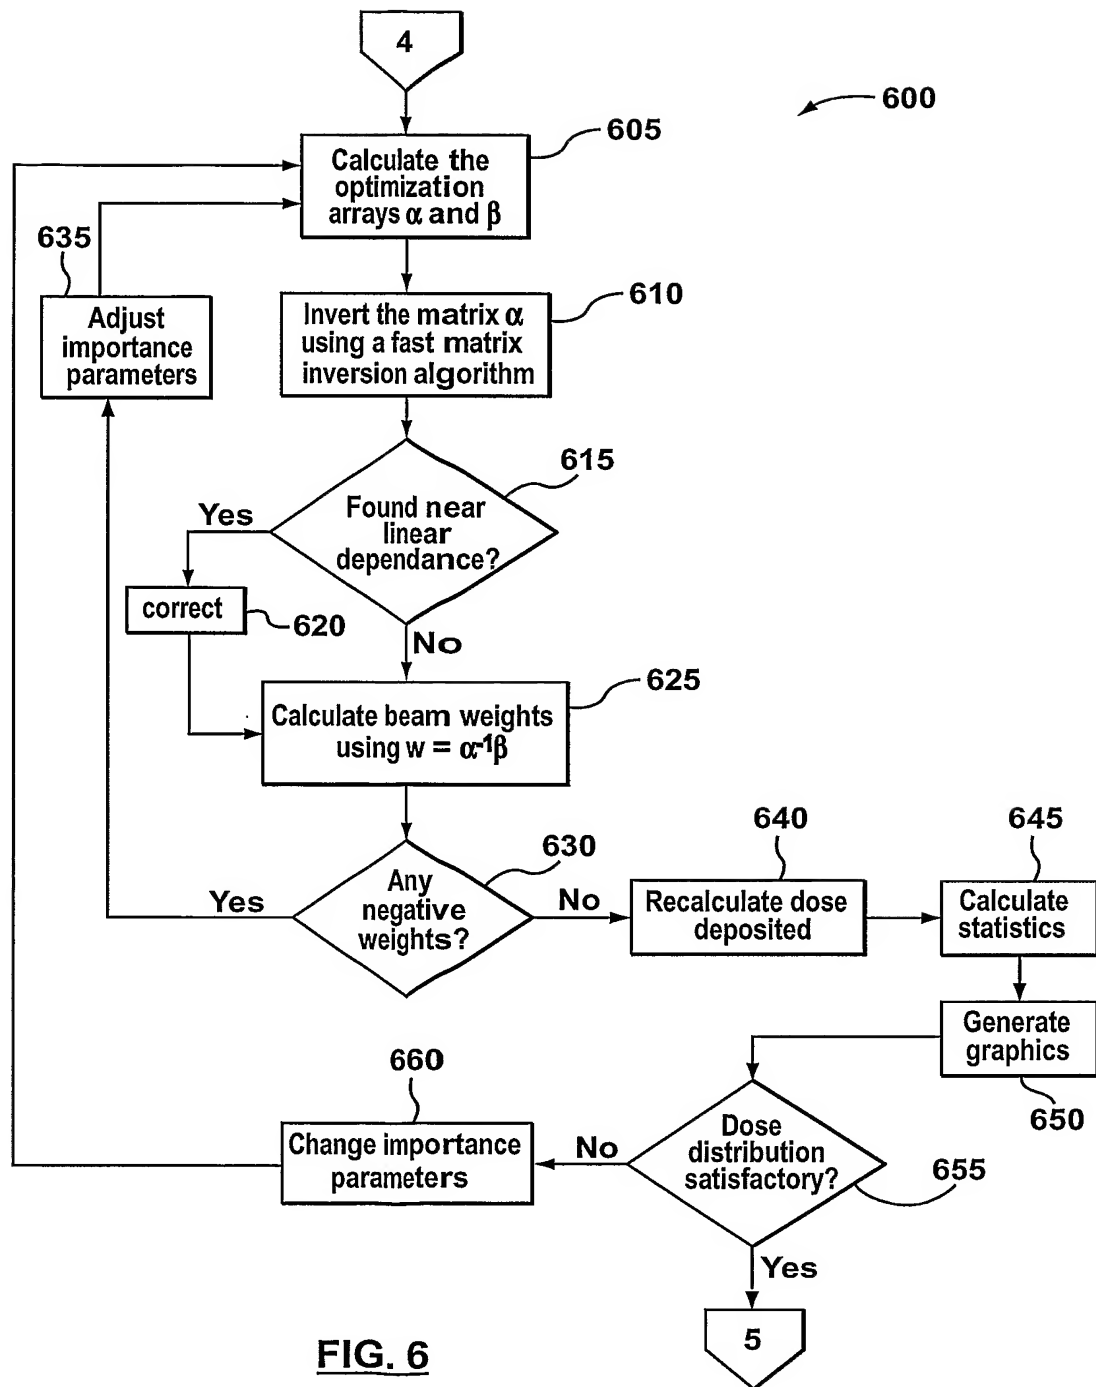 4
600
605
Calculate the
optimization
arrays α and β
635
Adjust
importance
parameters
610
Invert the matrix α
using a fast matrix
inversion algorithm
615
Found near
linear
dependance?
Yes
correct
620
No
625
Calculate beam weights
using w = α⁻¹β
630
Any
negative
weights?
Yes
No
640
Recalculate dose
deposited
645
Calculate
statistics
Generate
graphics
650
660
Change importance
parameters
No
Dose
distribution
satisfactory?
655
Yes
5
FIG. 6